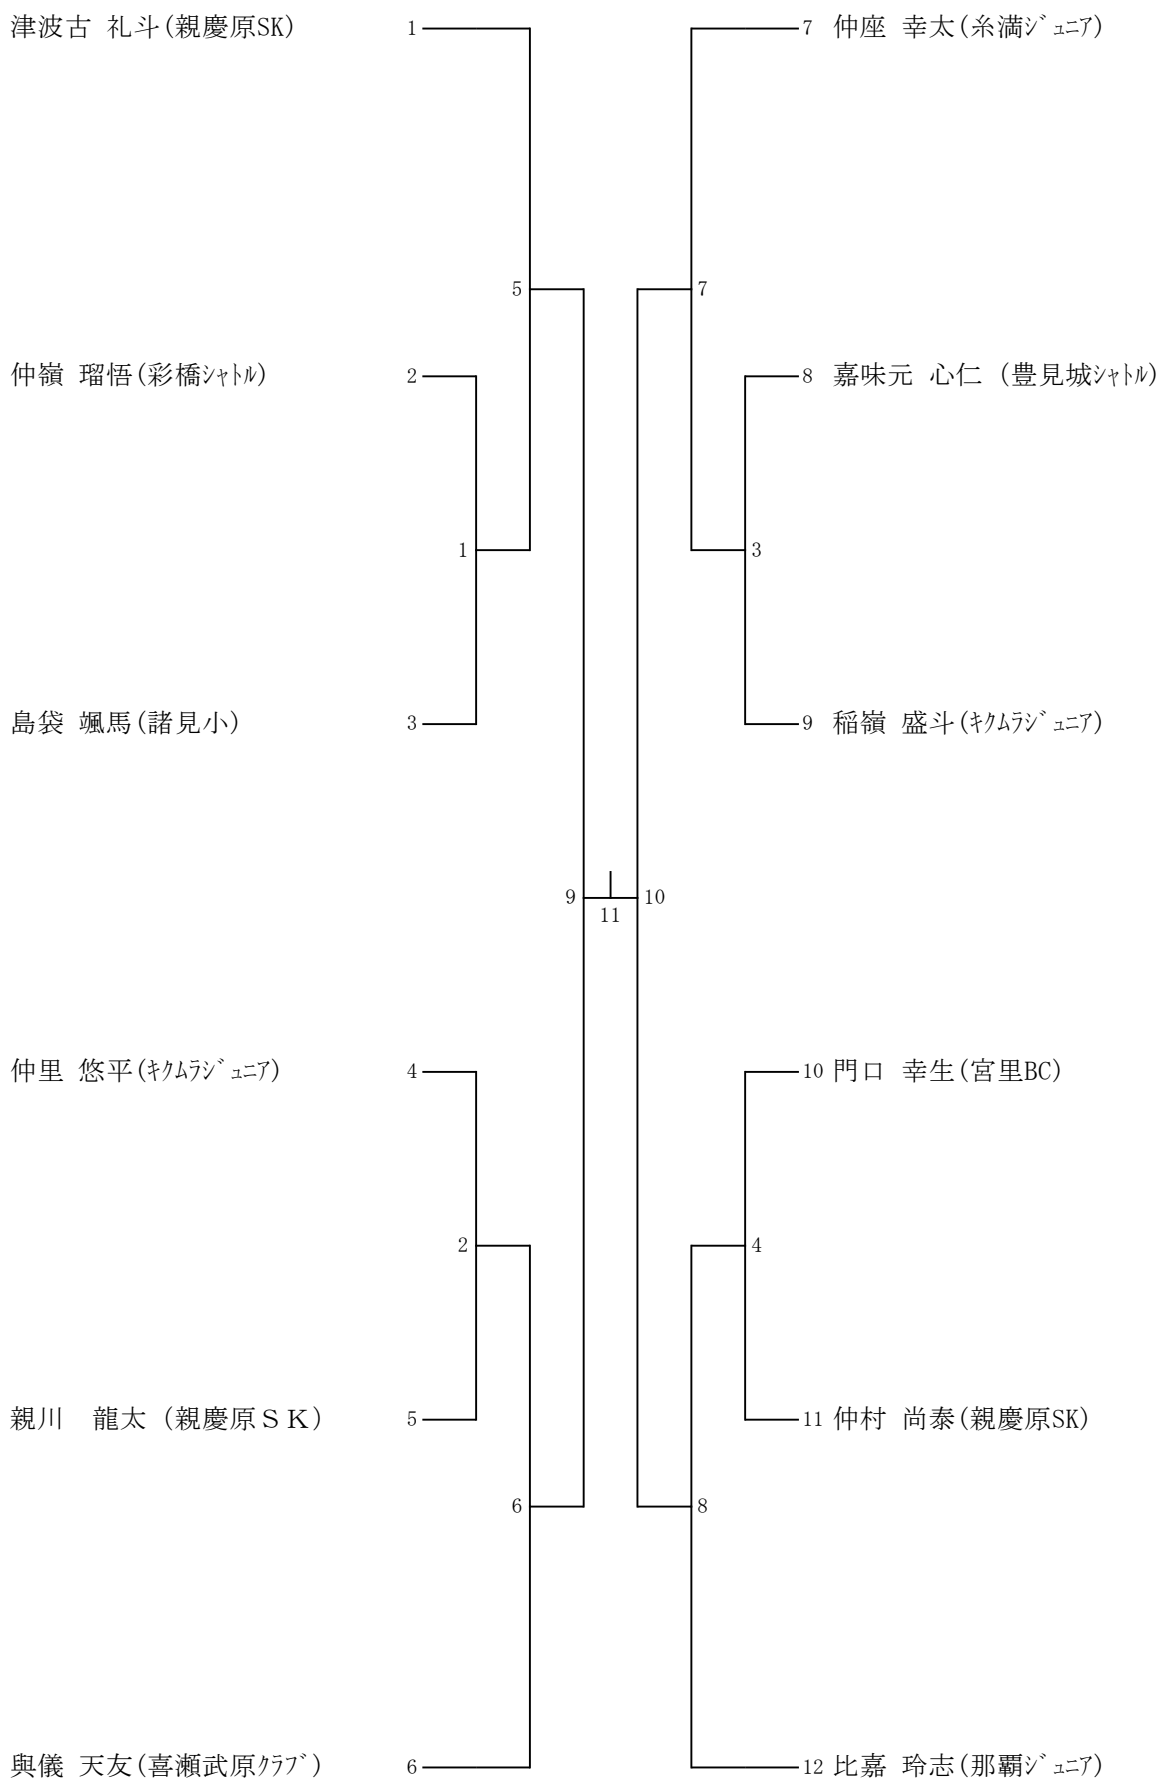 津波古 礼斗(親慶原SK) 1
7 仲座 幸太(糸満ｼﾞｭﾆｱ)
5
7
仲嶺 瑠悟(彩橋ｼｬﾄﾙ) 2
8 嘉味元 心仁 (豊見城ｼｬﾄﾙ)
1
3
島袋 颯馬(諸見小) 3
9 稲嶺 盛斗(ｷｸﾑﾗｼﾞｭﾆｱ)
9
10
11
仲里 悠平(ｷｸﾑﾗｼﾞｭﾆｱ) 4
10 門口 幸生(宮里BC)
2
4
親川　龍太 (親慶原ＳＫ) 5
11 仲村 尚泰(親慶原SK)
6
8
與儀 天友(喜瀬武原ｸﾗﾌﾞ) 6
12 比嘉 玲志(那覇ｼﾞｭﾆｱ)